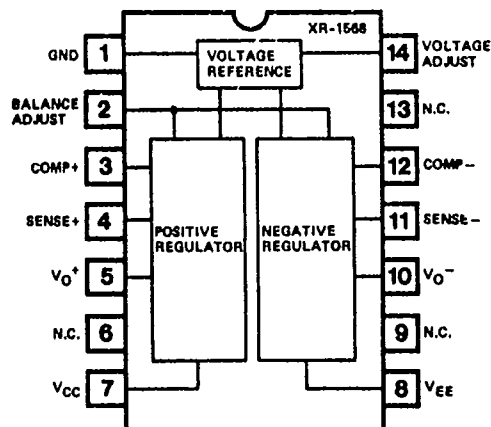 XR-1568
GND 1
VOLTAGE
REFERENCE
14 VOLTAGE
ADJUST
BALANCE
ADJUST
2
13 N.C.
COMP+ 3
12 COMP-
SENSE+ 4
11 SENSE-
POSITIVE
REGULATOR
NEGATIVE
REGULATOR
VO+ 5
10 VO-
N.C. 6
9 N.C.
VCC 7
8 VEE